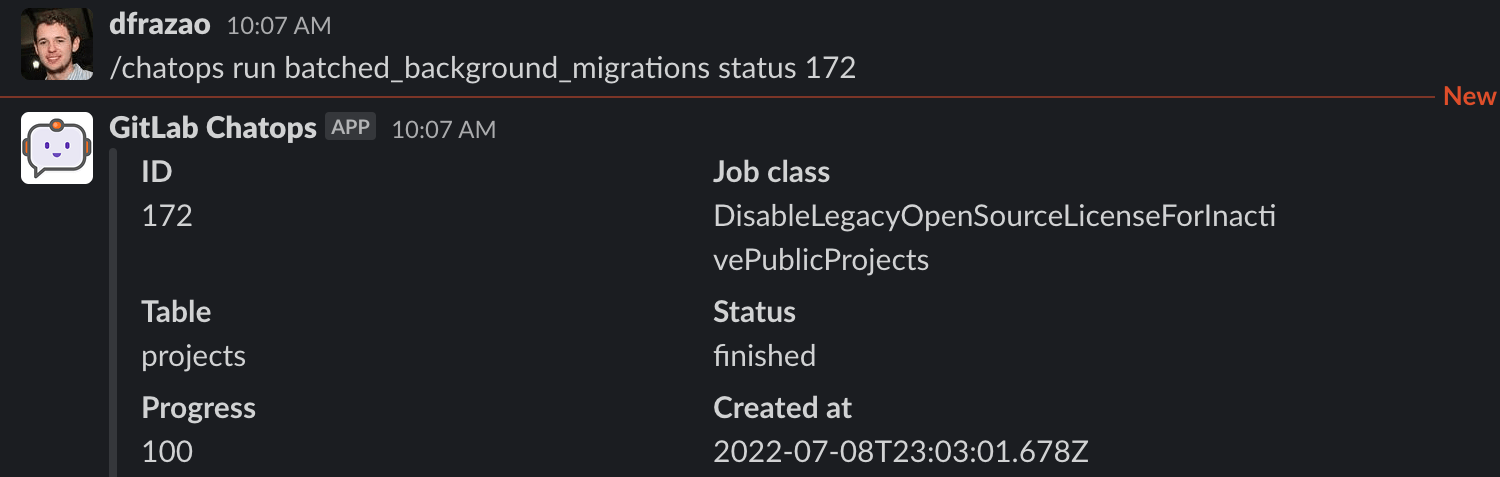 dfrazao 10:07 AM
/chatops run batched_background_migrations status 172
New
GitLab Chatops APP 10:07 AM
ID Job class
172 DisableLegacyOpenSourceLicenseForInacti
vePublicProjects
Table Status
projects finished
Progress Created at
100 2022-07-08T23:03:01.678Z